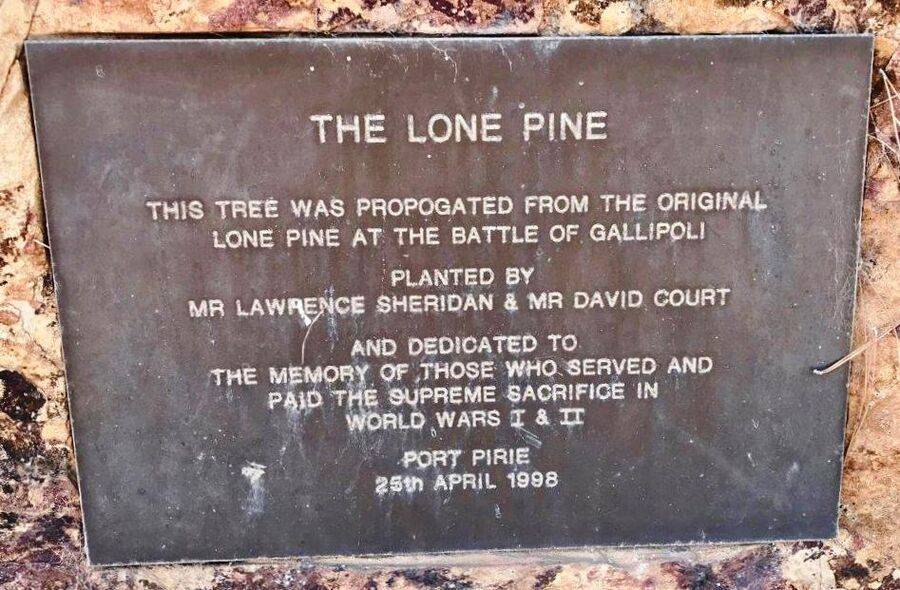 THE LONE PINE
THIS TREE WAS PROPOGATED FROM THE ORIGINAL
LONE PINE AT THE BATTLE OF GALLIPOLI
PLANTED BY
MR LAWRENCE SHERIDAN & MR DAVID COURT
AND DEDICATED TO
THE MEMORY OF THOSE WHO SERVED AND
PAID THE SUPREME SACRIFICE IN
WORLD WARS I & II
PORT PIRIE
25th APRIL 1998